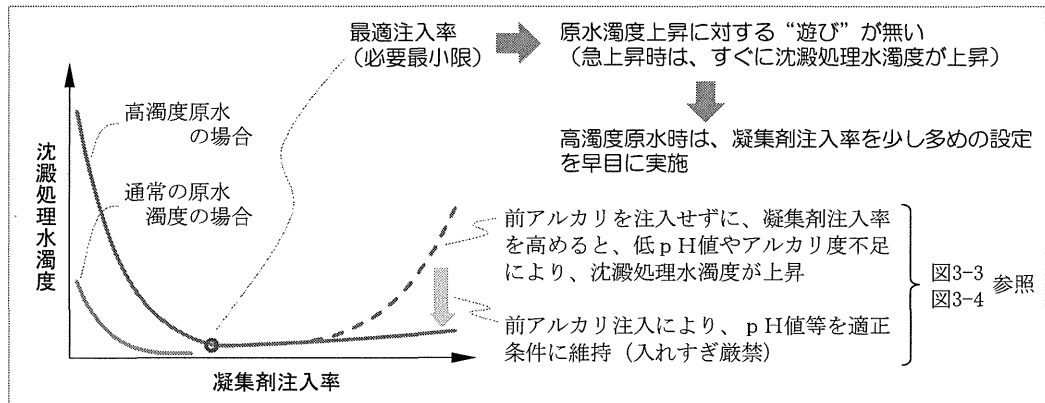 最適注入率
（必要最小限）
原水濁度上昇に対する“遊び”が無い
（急上昇時は、すぐに沈澱処理水濁度が上昇）
高濁度原水時は、凝集剤注入率を少し多めの設定
を早目に実施
高濁度原水
の場合
通常の原水
濁度の場合
沈澱処理水濁度
前アルカリを注入せずに、凝集剤注入率
を高めると、低ｐＨ値やアルカリ度不足
により、沈澱処理水濁度が上昇
前アルカリ注入により、ｐＨ値等を適正
条件に維持（入れすぎ厳禁）
図3-3
図3-4
参照
凝集剤注入率